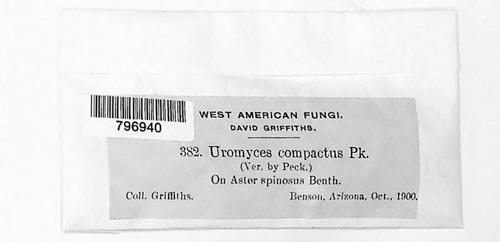 WEST AMERICAN FUNGI.
796940
DAVID GRIFFITHS.
382. Uromyces compactus Pk.
(Ver. by Peck.)
On Aster spinosus Benth.
Coll. Griffiths. Benson, Arizona, Oct., 1900.